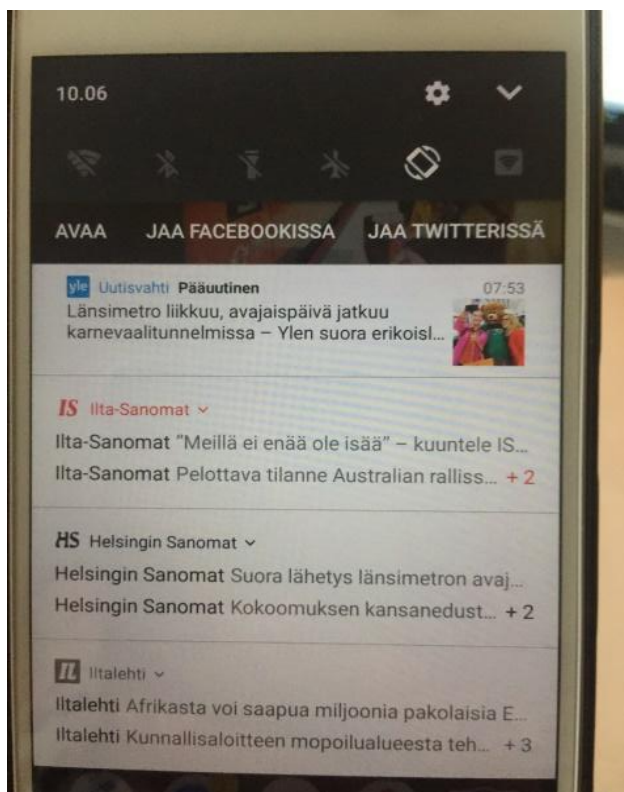 10.06
AVAA JAA FACEBOOKISSA JAA TWITTERISSÄ
yle Uutisvahti Pääuutinen 07:53
Länsimetro liikkuu, avajaispäivä jatkuu
karnevaalitunnelmissa – Ylen suora erikoisl...
IS Ilta-Sanomat
Ilta-Sanomat "Meillä ei enää ole isää" – kuuntele IS...
Ilta-Sanomat Pelottava tilanne Australian ralliss... + 2
HS Helsingin Sanomat
Helsingin Sanomat Suora lähetys länsimetron avaj...
Helsingin Sanomat Kokoomuksen kansanedust... + 2
IL Iltalehti
Iltalehti Afrikasta voi saapua miljoonia pakolaisia E...
Iltalehti Kunnallisaloitteen mopoilualueesta teh... + 3